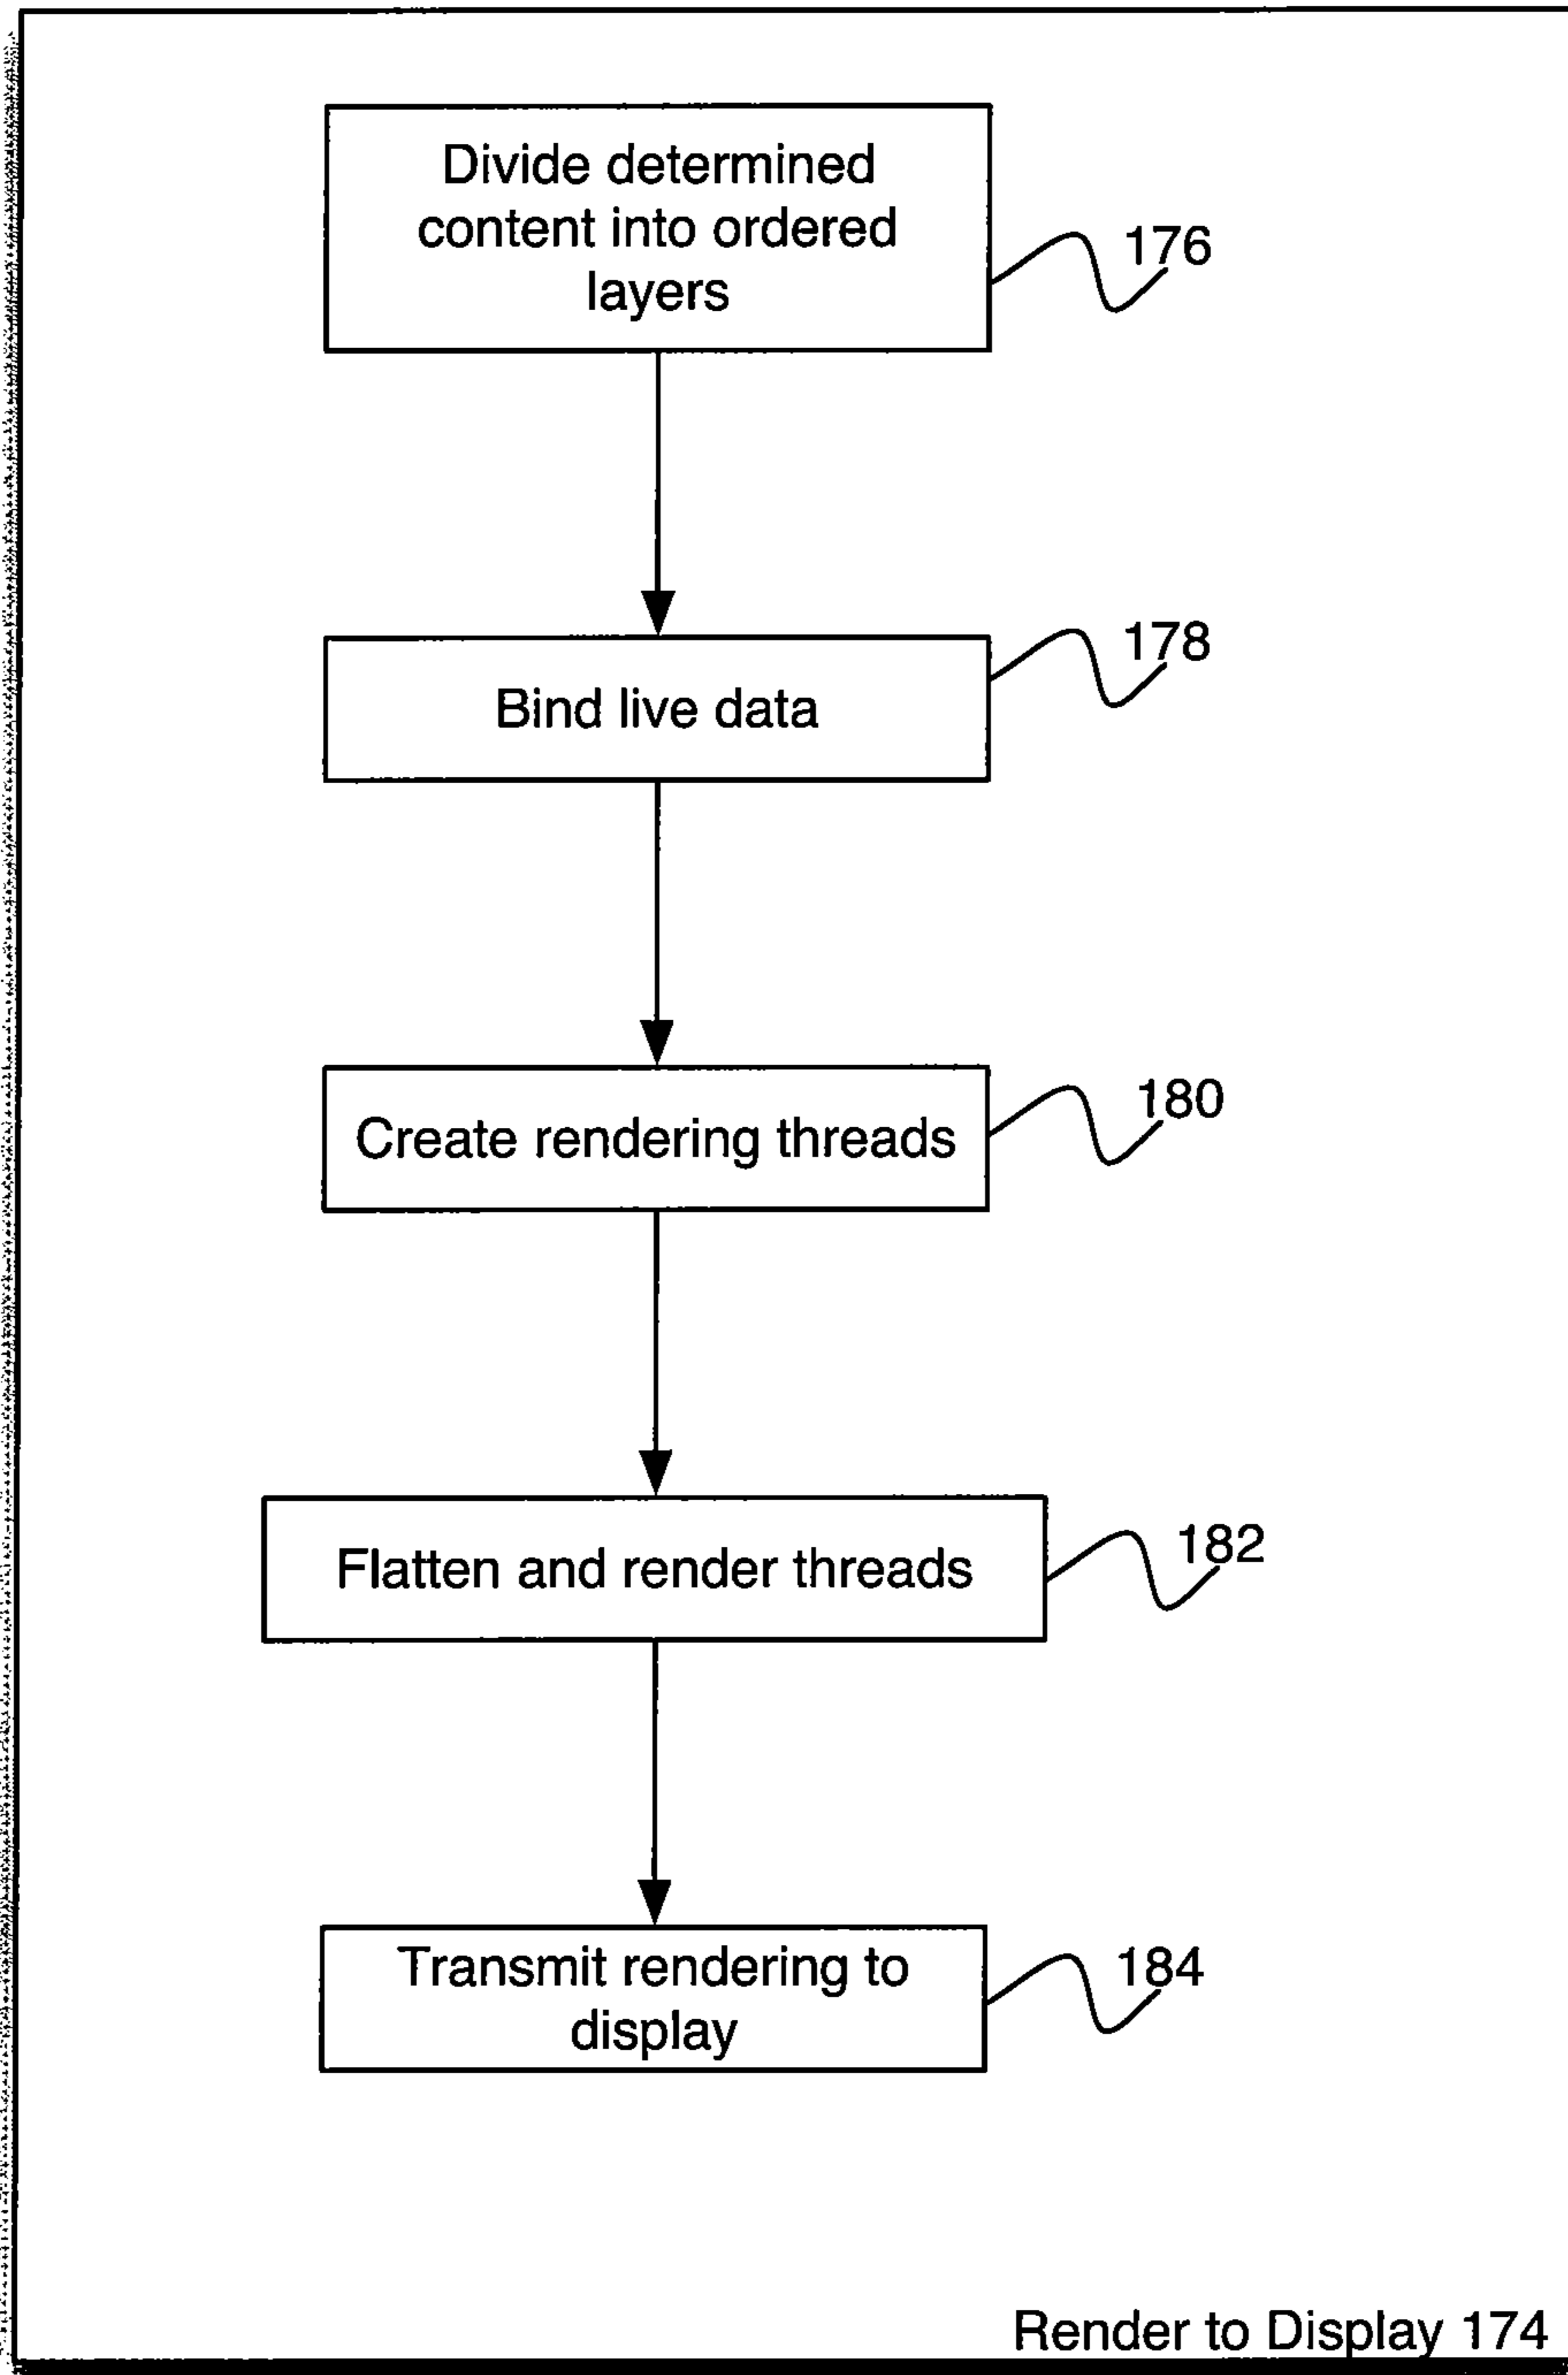 Divide determined
content into ordered
layers
176
Bind live data
178
Create rendering threads
180
Flatten and render threads
182
Transmit rendering to
display
184
Render to Display 174